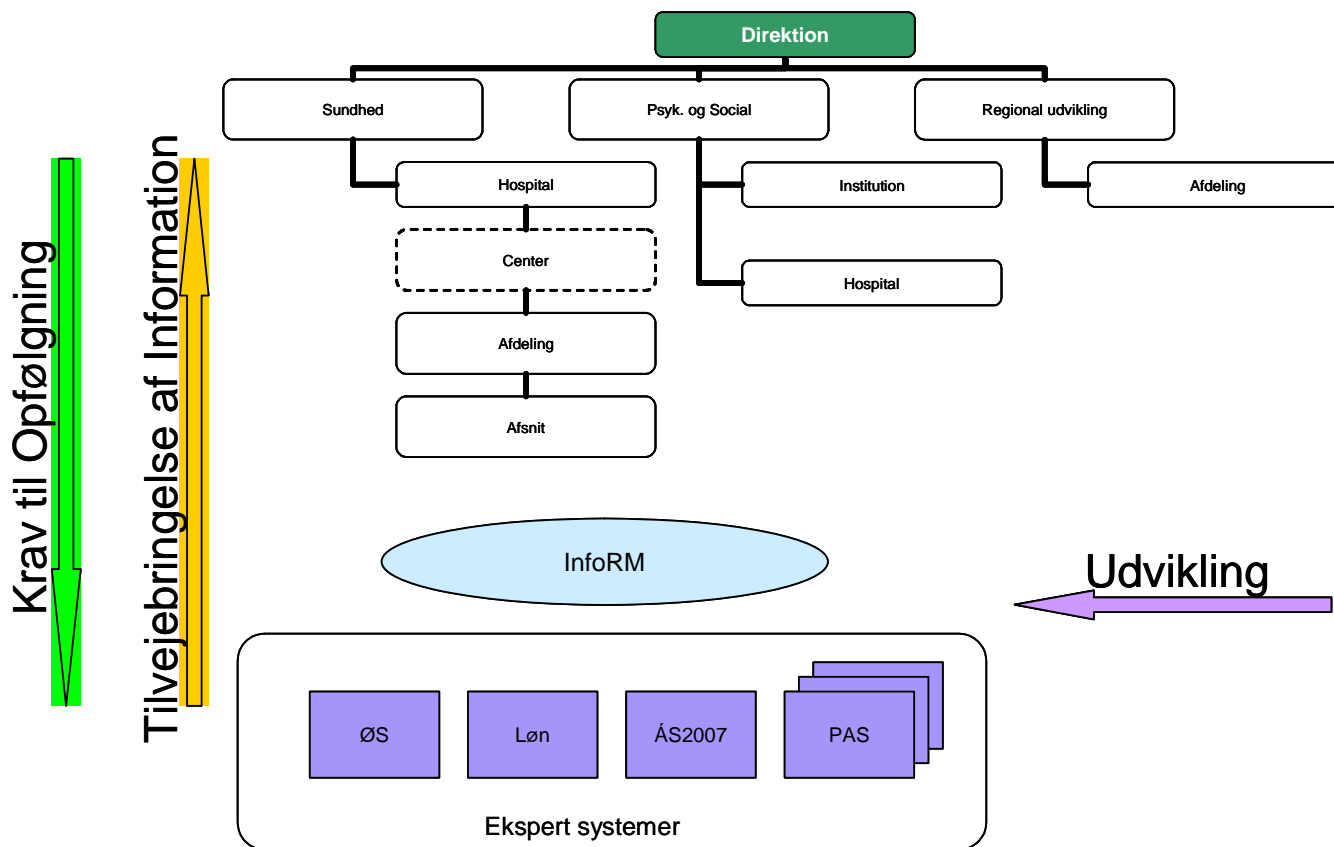 Direktion
Sundhed
Psyk. og Social
Regional udvikling
Hospital
Institution
Afdeling
Center
Hospital
Afdeling
Afsnit
Krav til Opfølgning
Tilvejebringelse af Information
InfoRM
Udvikling
ØS
Løn
ÁS2007
PAS
Ekspert systemer